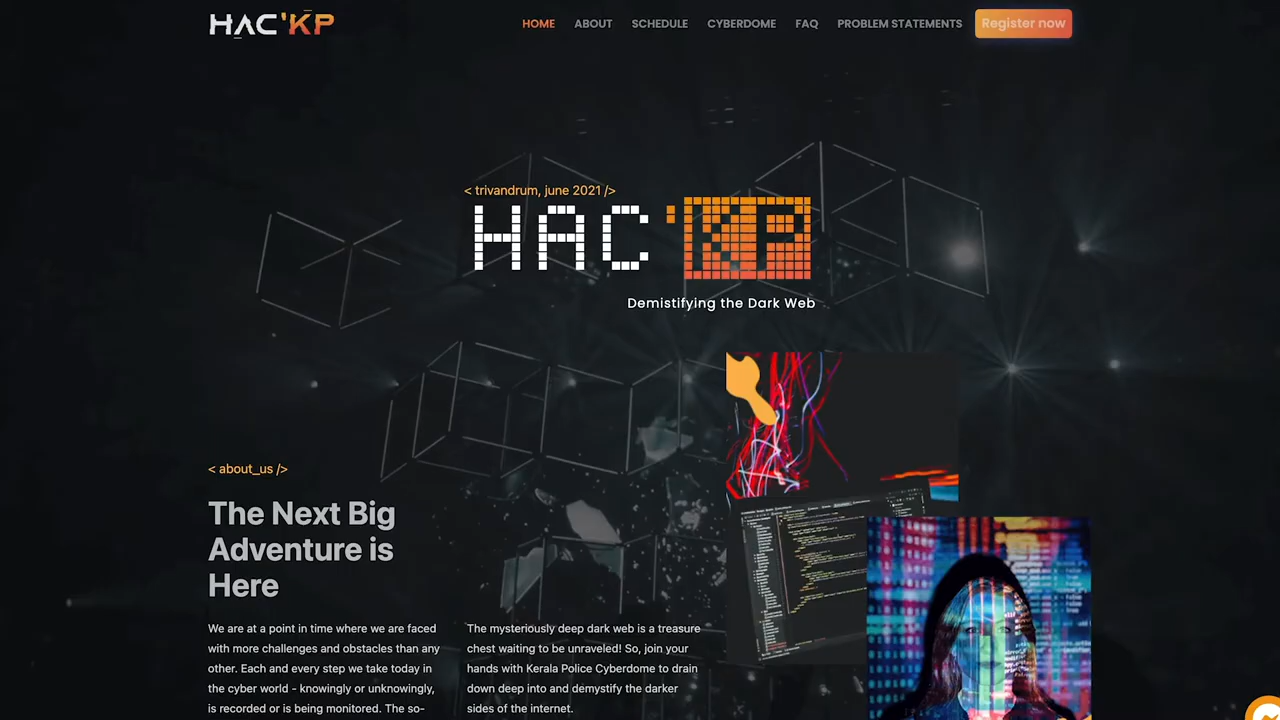 HAC'KP
HOME ABOUT SCHEDULE CYBERDOME FAQ PROBLEM STATEMENTS Register now
< trivandrum, june 2021 />
HAC'KP
Demistifying the Dark Web
< about_us />
The Next Big
Adventure is
Here
We are at a point in time where we are faced
with more challenges and threats than any
other. Each and every step we take today in
the cyber world - knowingly or unknowingly,
is recorded or is being monitored. The so-
The mysteriously deep dark web is a treasure
chest waiting to be unraveled! So, join your
hands with Kerala Police Cyberdome to drain
down deep into and demystify the darker
sides of the internet.